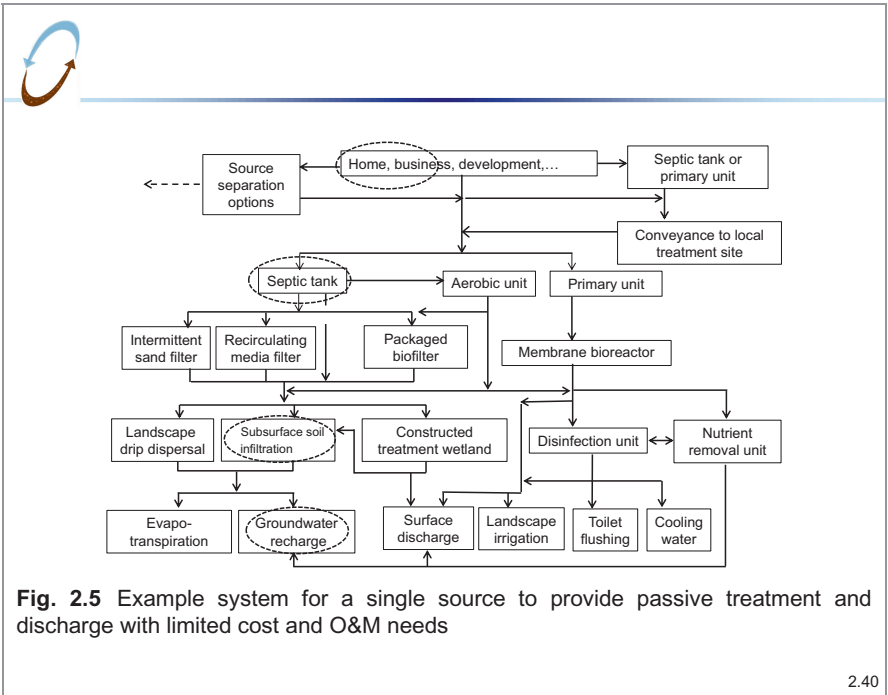 Source
separation
options
Home, business, development,…
Septic tank or
primary unit
Conveyance to local
treatment site
Septic tank
Aerobic unit
Primary unit
Intermittent
sand filter
Recirculating
media filter
Packaged
biofilter
Membrane bioreactor
Landscape
drip dispersal
Subsurface soil
infiltration
Constructed
treatment wetland
Disinfection unit
Nutrient
removal unit
Evapo-
transpiration
Groundwater
recharge
Surface
discharge
Landscape
irrigation
Toilet
flushing
Cooling
water
Fig. 2.5 Example system for a single source to provide passive treatment and
discharge with limited cost and O&M needs
2.40